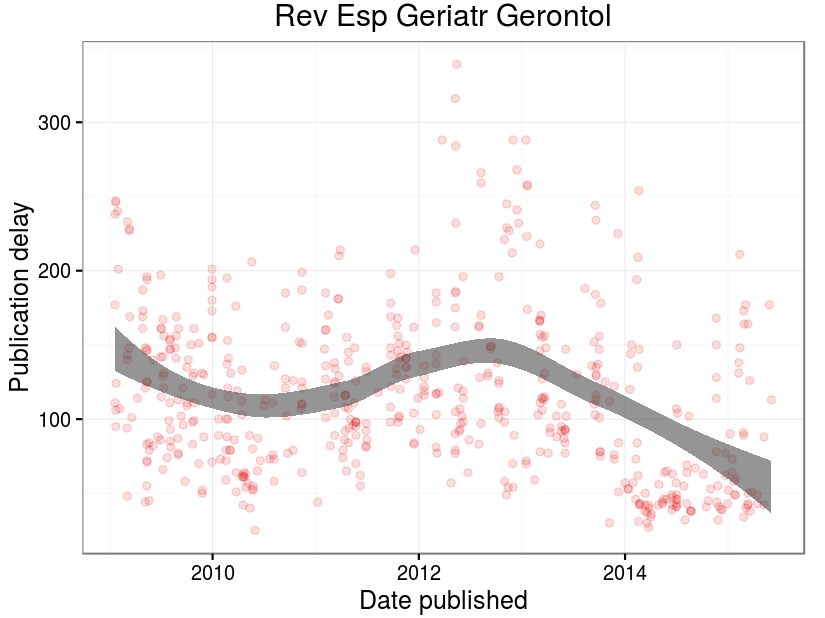 Rev Esp Geriatr Gerontol
Publication delay
300
200
100
2010
2012
2014
Date published